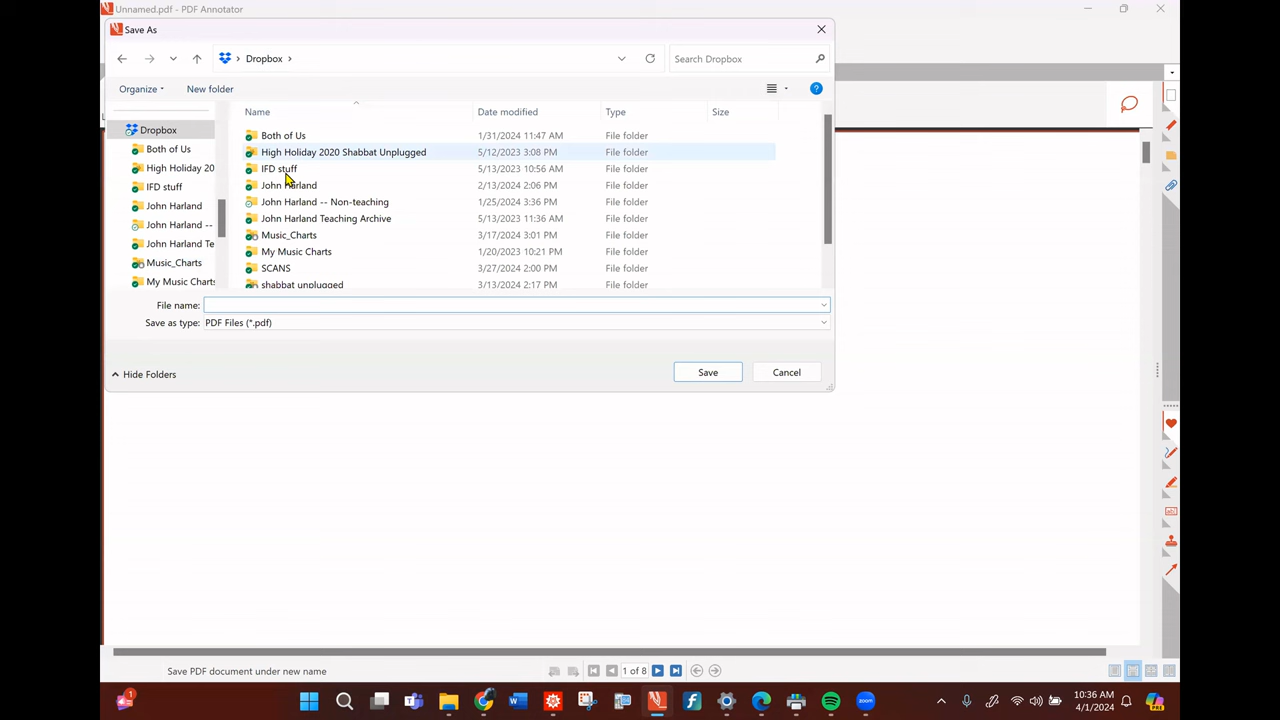 Unnamed.pdf - PDF Annotator
Save As
Dropbox
Search Dropbox
Organize
New folder
Name
Date modified
Type
Size
Dropbox
Both of Us
High Holiday 20
IFD stuff
John Harland
John Harland --
John Harland Te
Music_Charts
My Music Charts
Both of Us 1/31/2024 11:47 AM File folder
High Holiday 2020 Shabbat Unplugged 5/12/2023 3:08 PM File folder
IFD stuff 5/13/2023 10:56 AM File folder
John Harland 2/13/2024 2:06 PM File folder
John Harland -- Non-teaching 1/25/2024 3:36 PM File folder
John Harland Teaching Archive 5/13/2023 11:36 AM File folder
Music_Charts 3/17/2024 3:01 PM File folder
My Music Charts 1/20/2023 10:21 PM File folder
SCANS 3/27/2024 2:00 PM File folder
shabbat unplugged 3/13/2024 2:17 PM File folder
File name:
Save as type: PDF Files (*.pdf)
Hide Folders
Save
Cancel
Save PDF document under new name
1 of 8
10:36 AM
4/1/2024